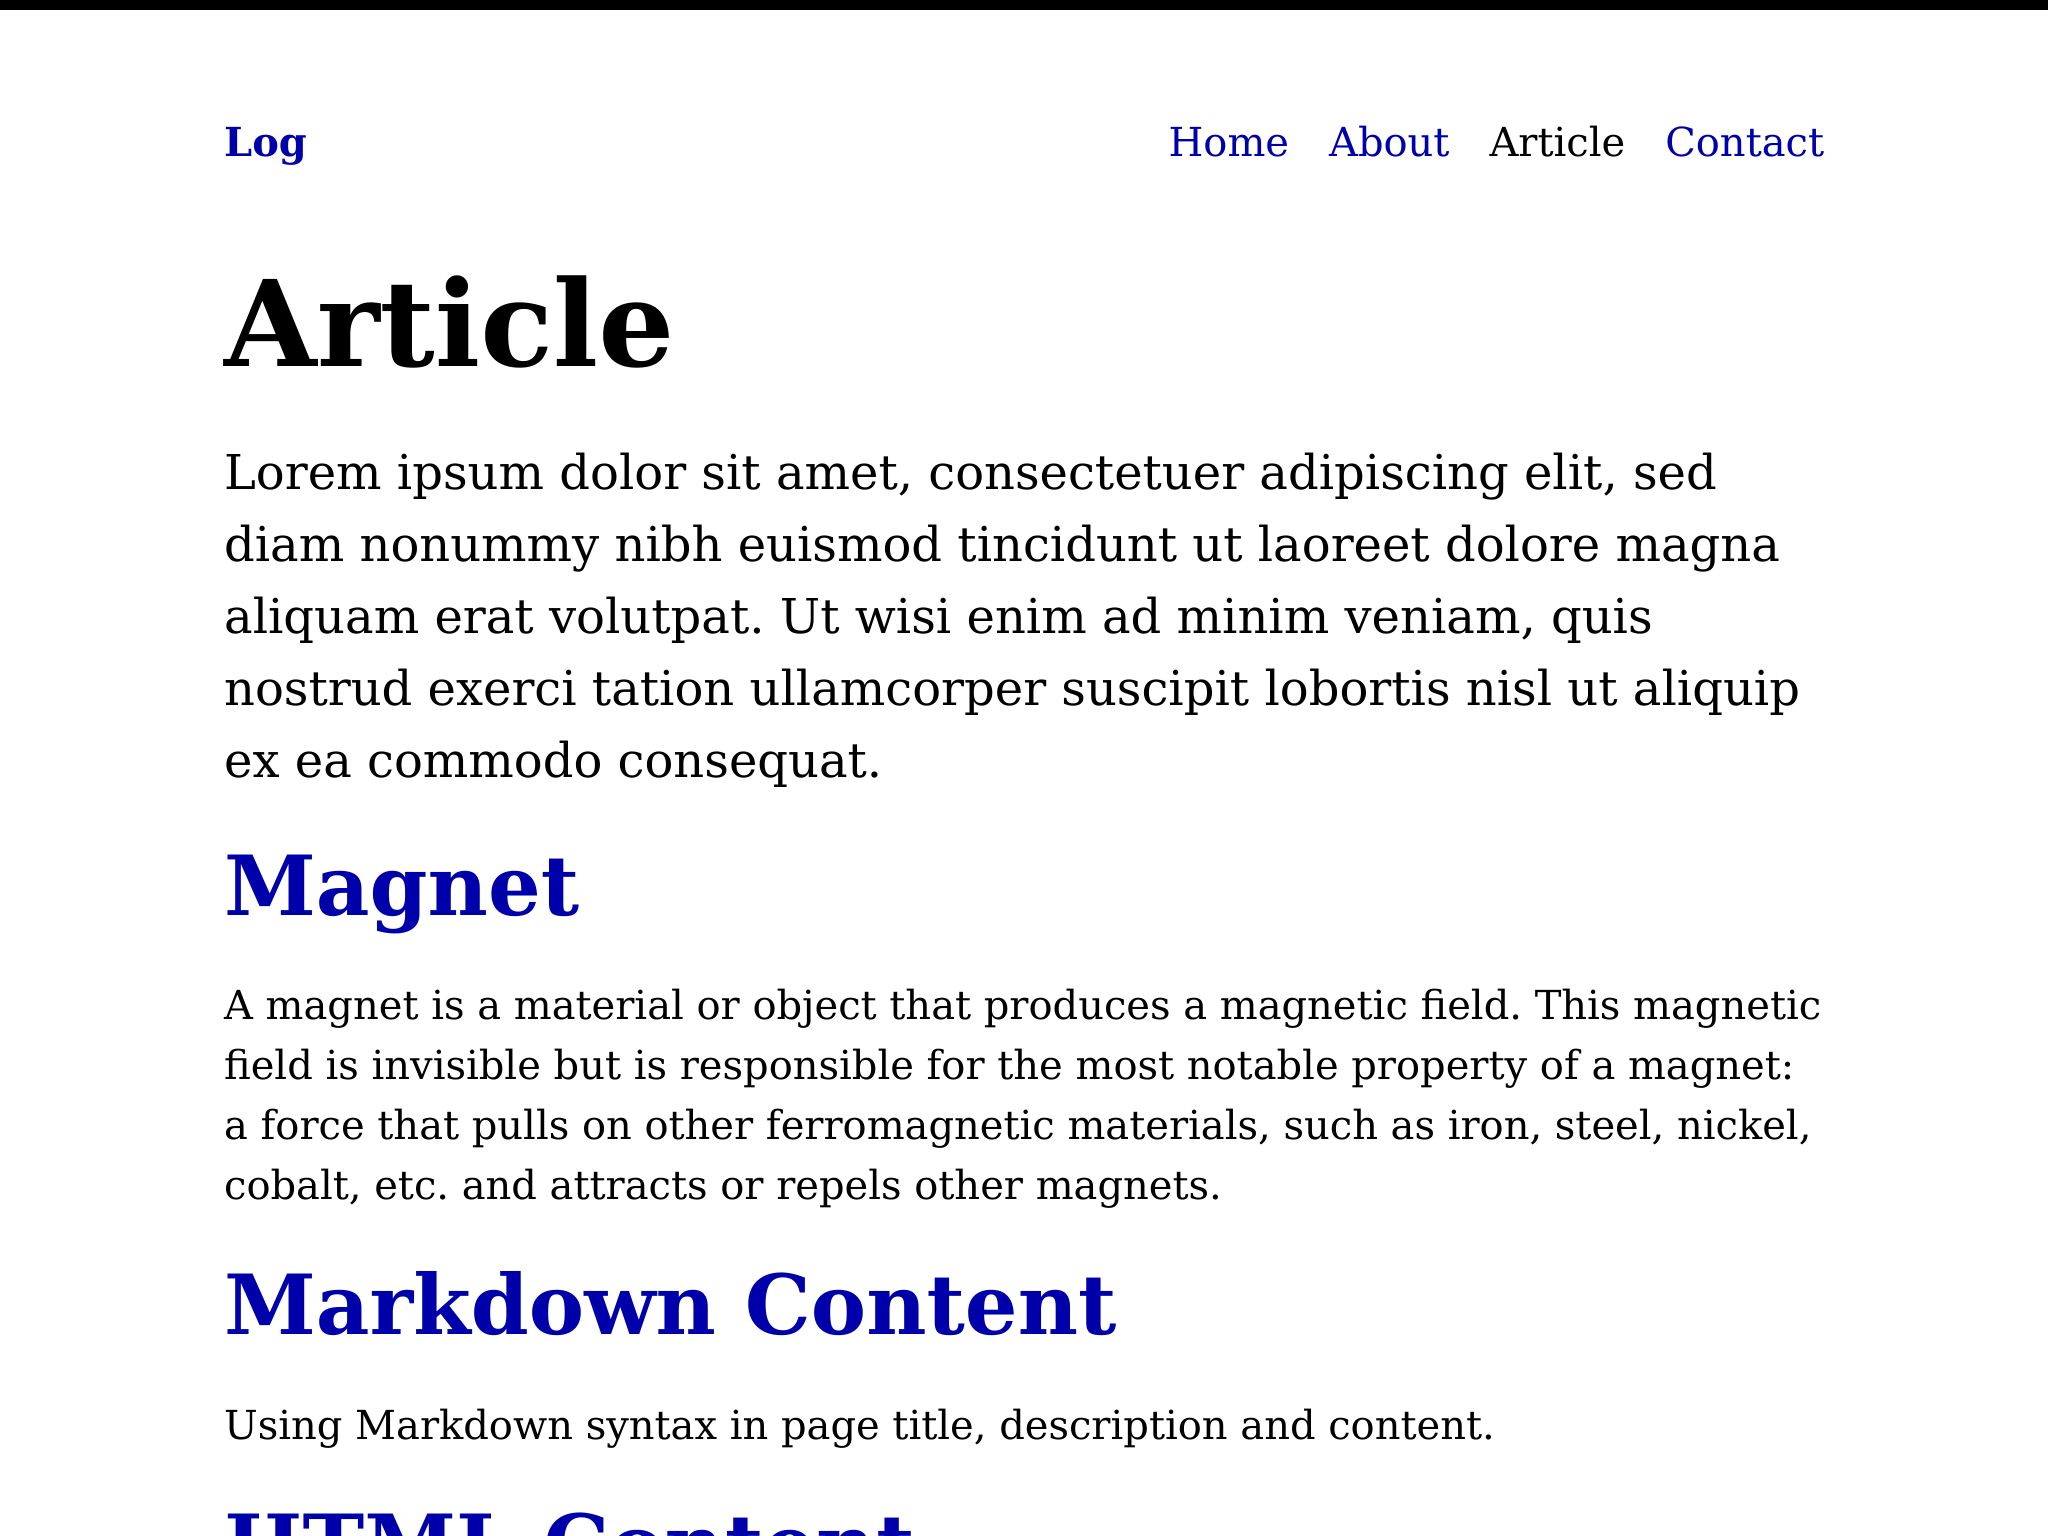 Log
Home About Article Contact
Article
Lorem ipsum dolor sit amet, consectetuer adipiscing elit, sed
diam nonummy nibh euismod tincidunt ut laoreet dolore magna
aliquam erat volutpat. Ut wisi enim ad minim veniam, quis
nostrud exerci tation ullamcorper suscipit lobortis nisl ut aliquip
ex ea commodo consequat.
Magnet
A magnet is a material or object that produces a magnetic field. This magnetic
field is invisible but is responsible for the most notable property of a magnet:
a force that pulls on other ferromagnetic materials, such as iron, steel, nickel,
cobalt, etc. and attracts or repels other magnets.
Markdown Content
Using Markdown syntax in page title, description and content.
HTML Content